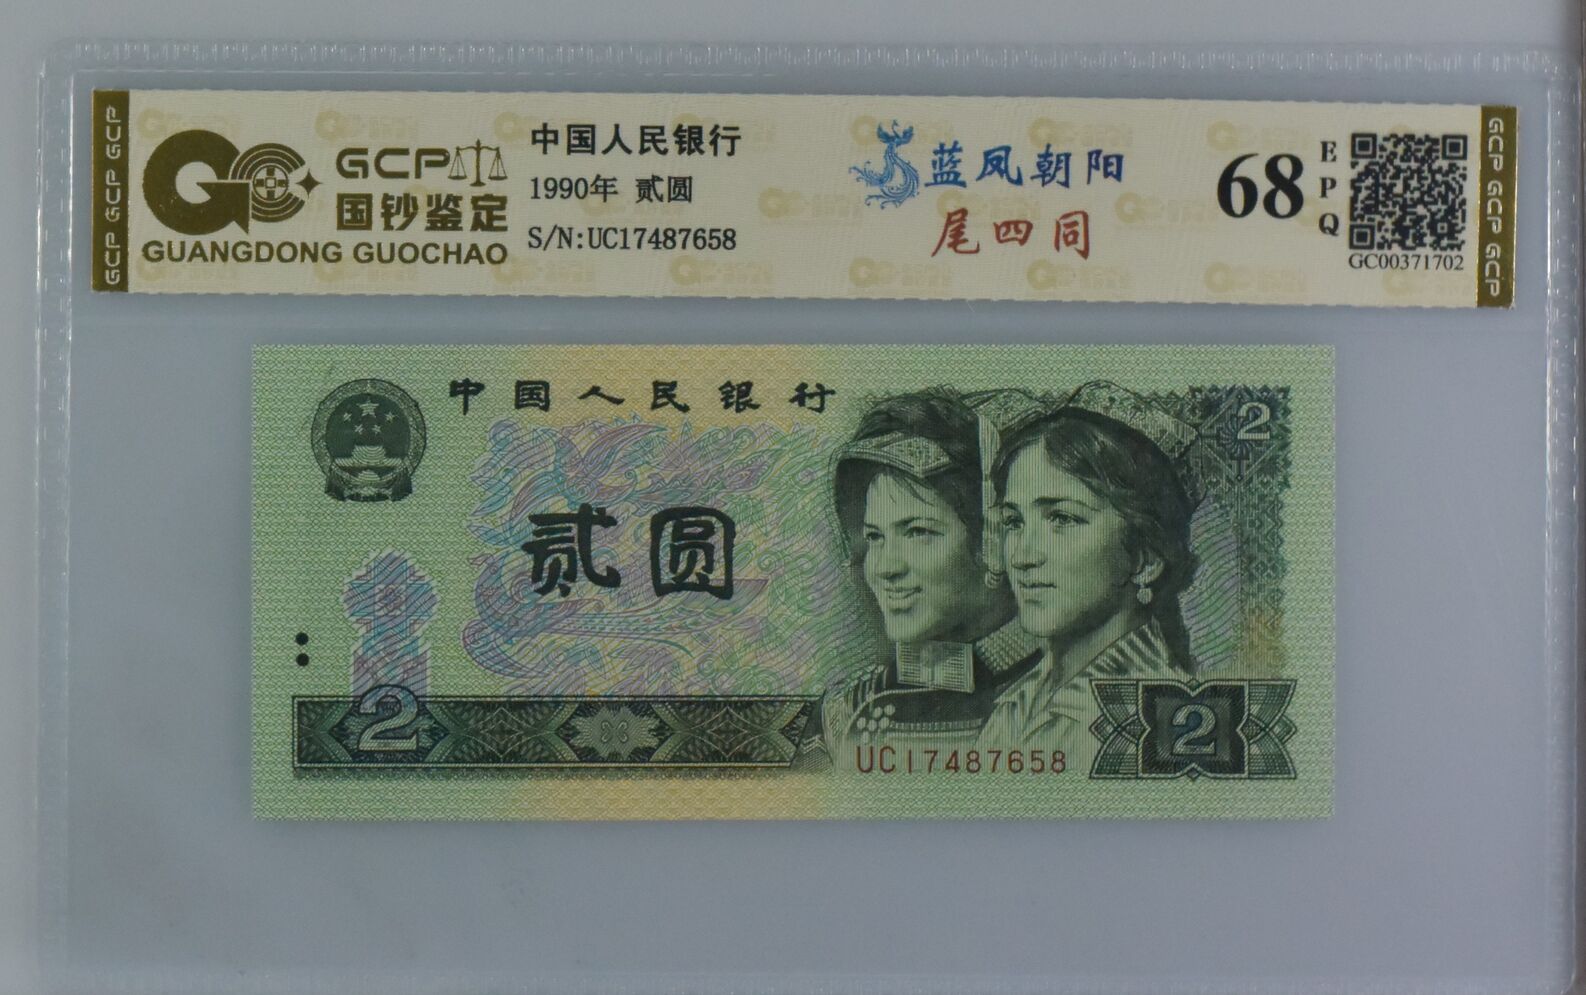 GCP GCP GCP
GCP
国钞鉴定
GUANGDONG GUOCHAO
中国人民银行
1990年 贰圆
S/N:UC17487658
蓝凤朝阳
尾四同
68
EPQ
GC00371702
GCP GCP GCP
中国人民银行
2
贰圆
2
UC17487658
2